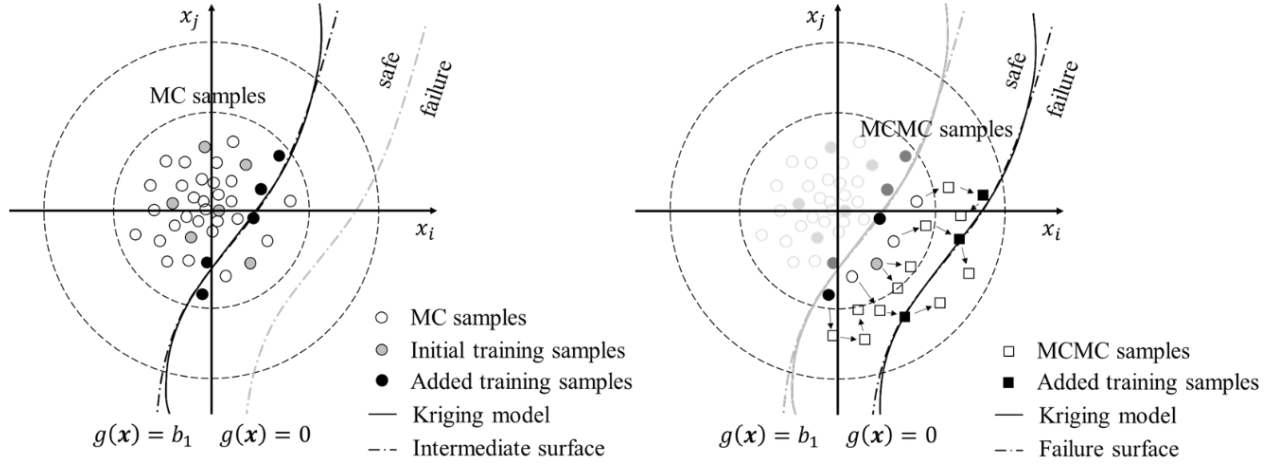 x_j
safe
failure
MC samples
x_i
MC samples
Initial training samples
Added training samples
Kriging model
Intermediate surface
g(x) = b_1
g(x) = 0
x_j
safe
failure
MCMC samples
x_i
MCMC samples
Added training samples
Kriging model
Failure surface
g(x) = b_1
g(x) = 0